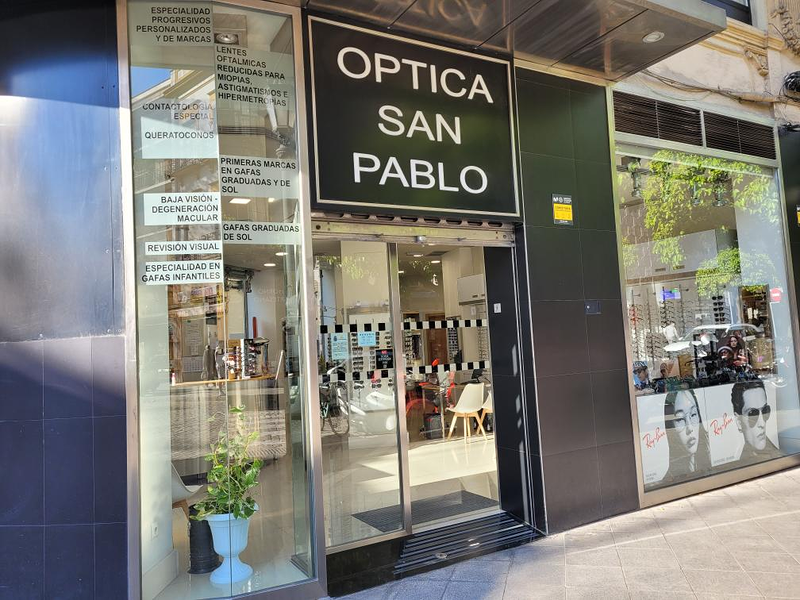 ESPECIALIDAD
PROGRESIVOS
PERSONALIZADOS
Y DE MARCAS
LENTES
OFTALMICAS
REDUCIDAS PARA
MIOPIAS,
ASTIGMATISMOS E
HIPERMETROPIAS
CONTACTOLOGIA
ESPECIAL
QUERATOCONOS
PRIMERAS MARCAS
EN GAFAS
GRADUADAS Y DE
SOL
BAJA VISIÓN -
DEGENERACIÓN
MACULAR
GAFAS GRADUADAS
DE SOL
REVISIÓN VISUAL
ESPECIALIDAD EN
GAFAS INFANTILES
OPTICA
SAN
PABLO
Ray-Ban
Ray-Ban